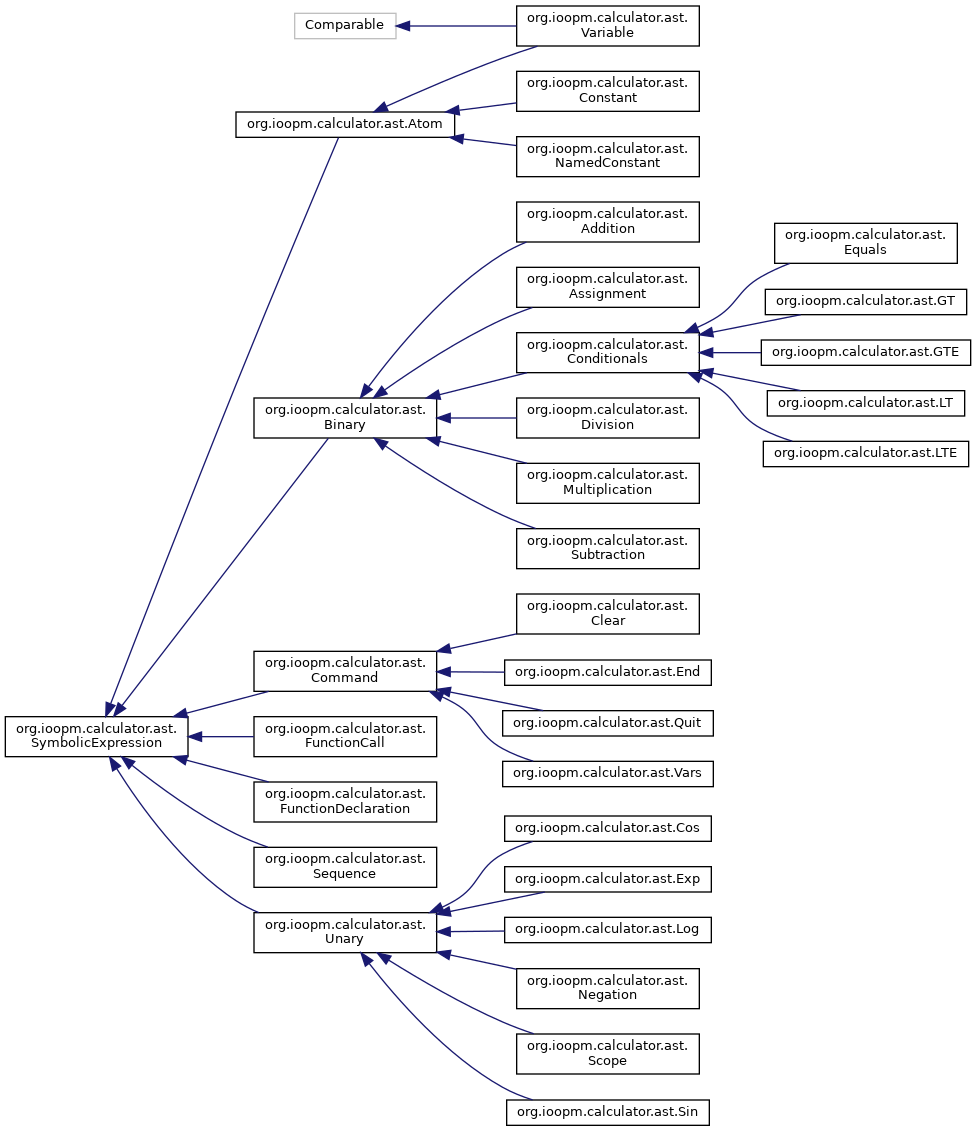 Comparable
org.ioopm.calculator.ast.
Variable
org.ioopm.calculator.ast.
Constant
org.ioopm.calculator.ast.Atom
org.ioopm.calculator.ast.
NamedConstant
org.ioopm.calculator.ast.
Addition
org.ioopm.calculator.ast.
Equals
org.ioopm.calculator.ast.
Assignment
org.ioopm.calculator.ast.GT
org.ioopm.calculator.ast.
Conditionals
org.ioopm.calculator.ast.GTE
org.ioopm.calculator.ast.LT
org.ioopm.calculator.ast.
Binary
org.ioopm.calculator.ast.
Division
org.ioopm.calculator.ast.LTE
org.ioopm.calculator.ast.
Multiplication
org.ioopm.calculator.ast.
Subtraction
org.ioopm.calculator.ast.
Clear
org.ioopm.calculator.ast.
Command
org.ioopm.calculator.ast.End
org.ioopm.calculator.ast.Quit
org.ioopm.calculator.ast.
SymbolicExpression
org.ioopm.calculator.ast.
FunctionCall
org.ioopm.calculator.ast.Vars
org.ioopm.calculator.ast.
FunctionDeclaration
org.ioopm.calculator.ast.Cos
org.ioopm.calculator.ast.
Sequence
org.ioopm.calculator.ast.Exp
org.ioopm.calculator.ast.
Unary
org.ioopm.calculator.ast.Log
org.ioopm.calculator.ast.
Negation
org.ioopm.calculator.ast.
Scope
org.ioopm.calculator.ast.Sin